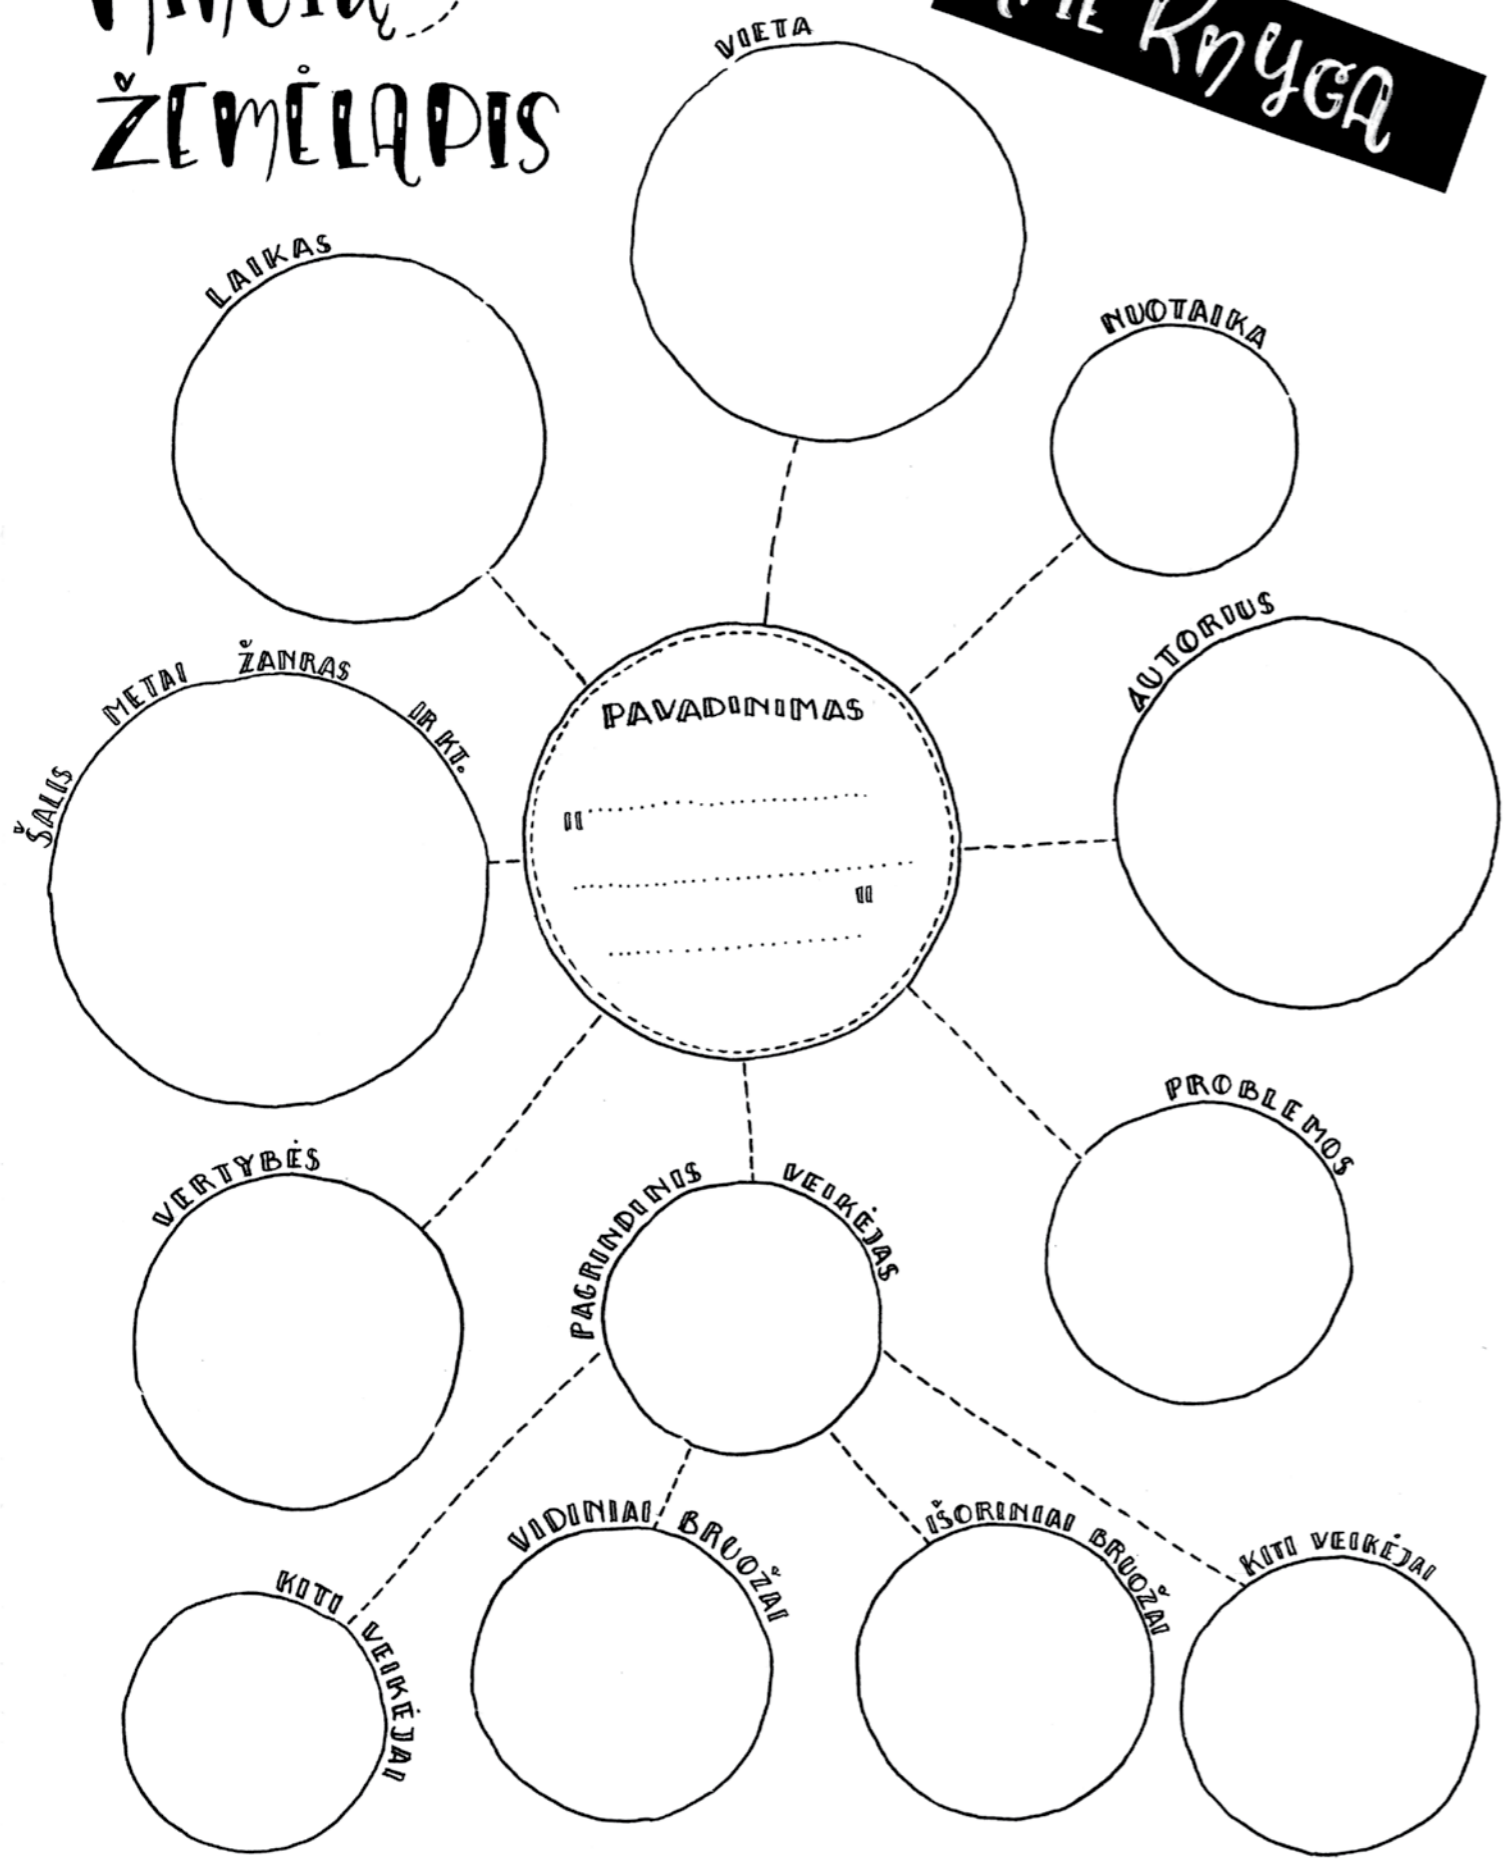 ŽEMĖLAPIS
KNYGA
VIETA
LAIKAS
NUOTAIKA
ŠALIS METAI ŽANRAS IR KT.
AUTORIUS
PAVADINIMAS
"
"
VERTYBĖS
PROBLEMOS
PAGRINDINIS VEIKĖJAS
KITI VEIKĖJAI
VIDINIAI BRUOŽAI
IŠORINIAI BRUOŽAI
KITI VEIKĖJAI